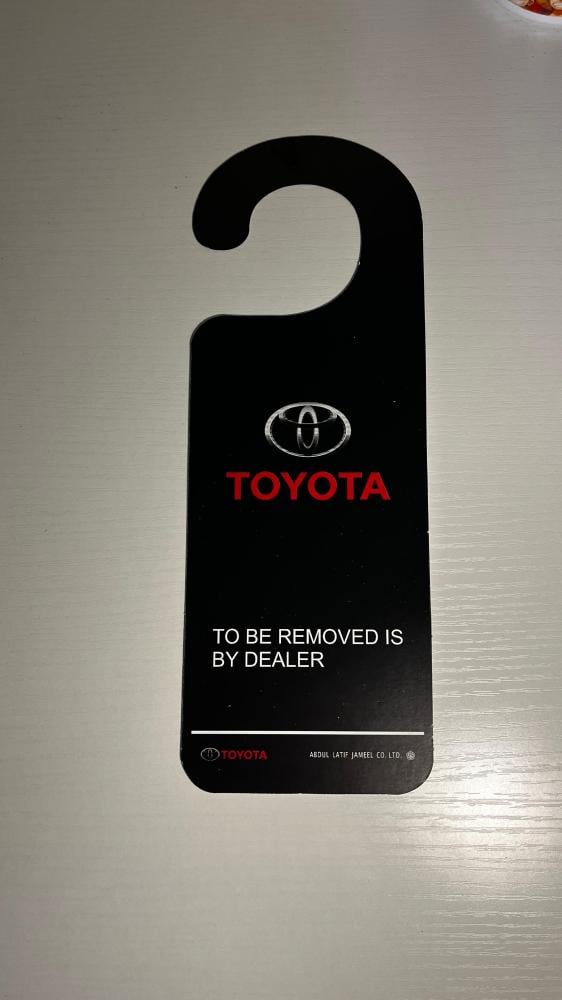 TOYOTA
TO BE REMOVED IS
BY DEALER
TOYOTA
ABDUL LATIF JAMEEL CO. LTD.